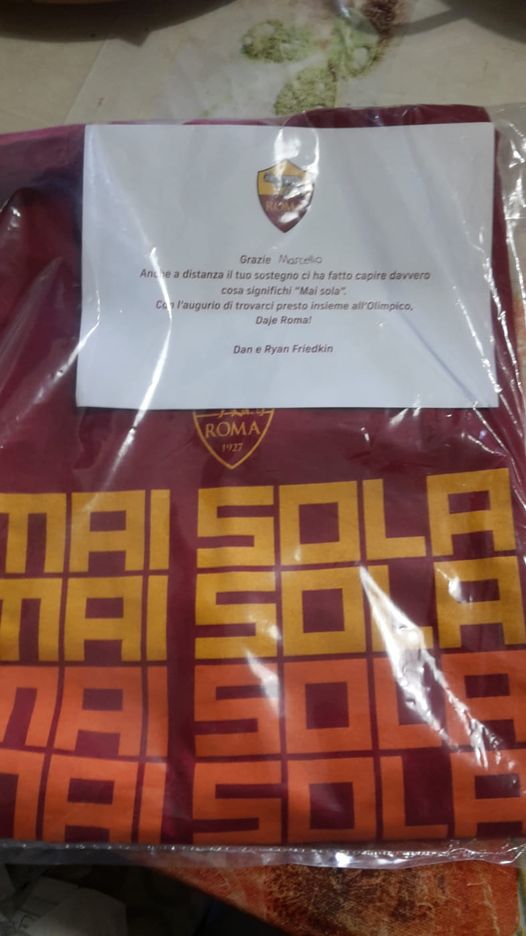 ROMA
Grazie Marcello
Anche a distanza il tuo sostegno ci ha fatto capire davvero
cosa significhi "Mai sola".
Con l'augurio di trovarci presto insieme all'Olimpico,
Daje Roma!
Dan e Ryan Friedkin
ROMA
1927
MAI SOLA
MAI SOLA
MAI SOLA
MAI SOLA